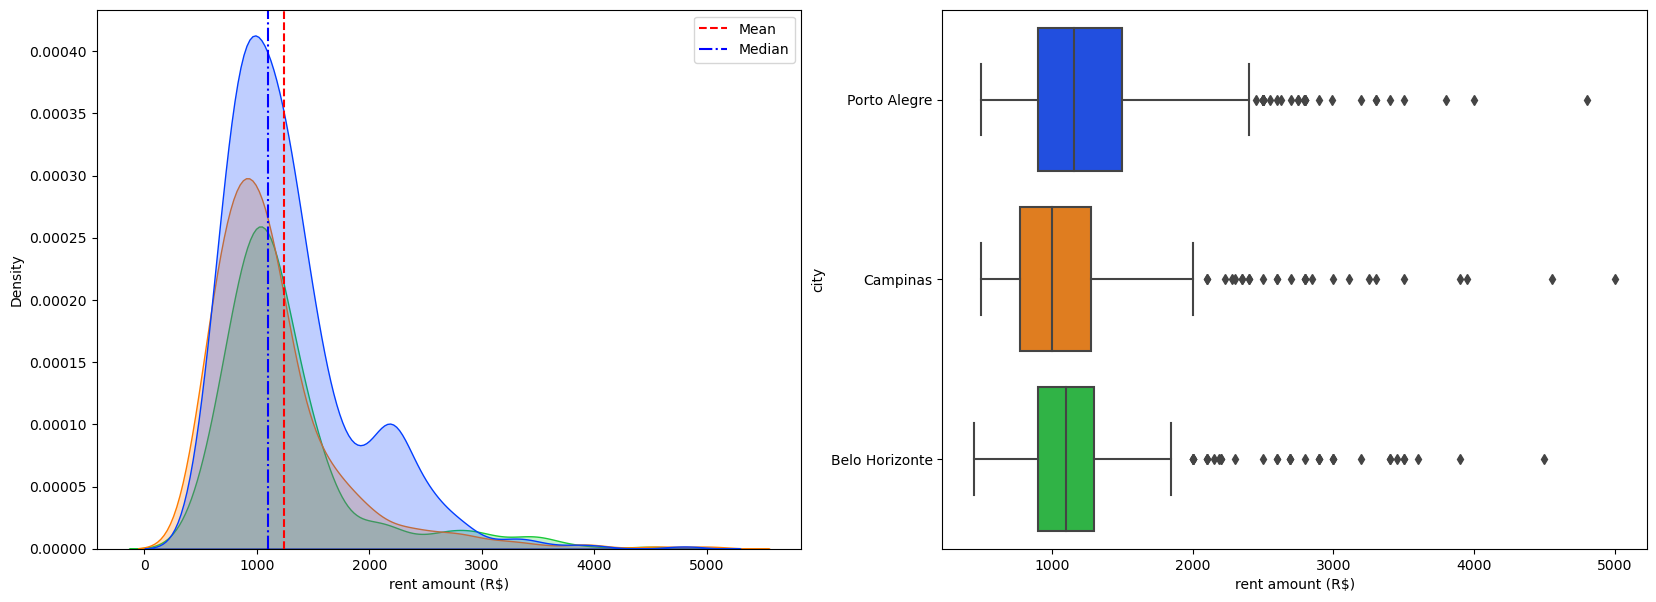 Mean
Median
0.00040
0.00035
0.00030
0.00025
0.00020
0.00015
0.00010
0.00005
0.00000
Density
0 1000 2000 3000 4000 5000
rent amount (R$)
Porto Alegre
Campinas
Belo Horizonte
city
1000 2000 3000 4000 5000
rent amount (R$)